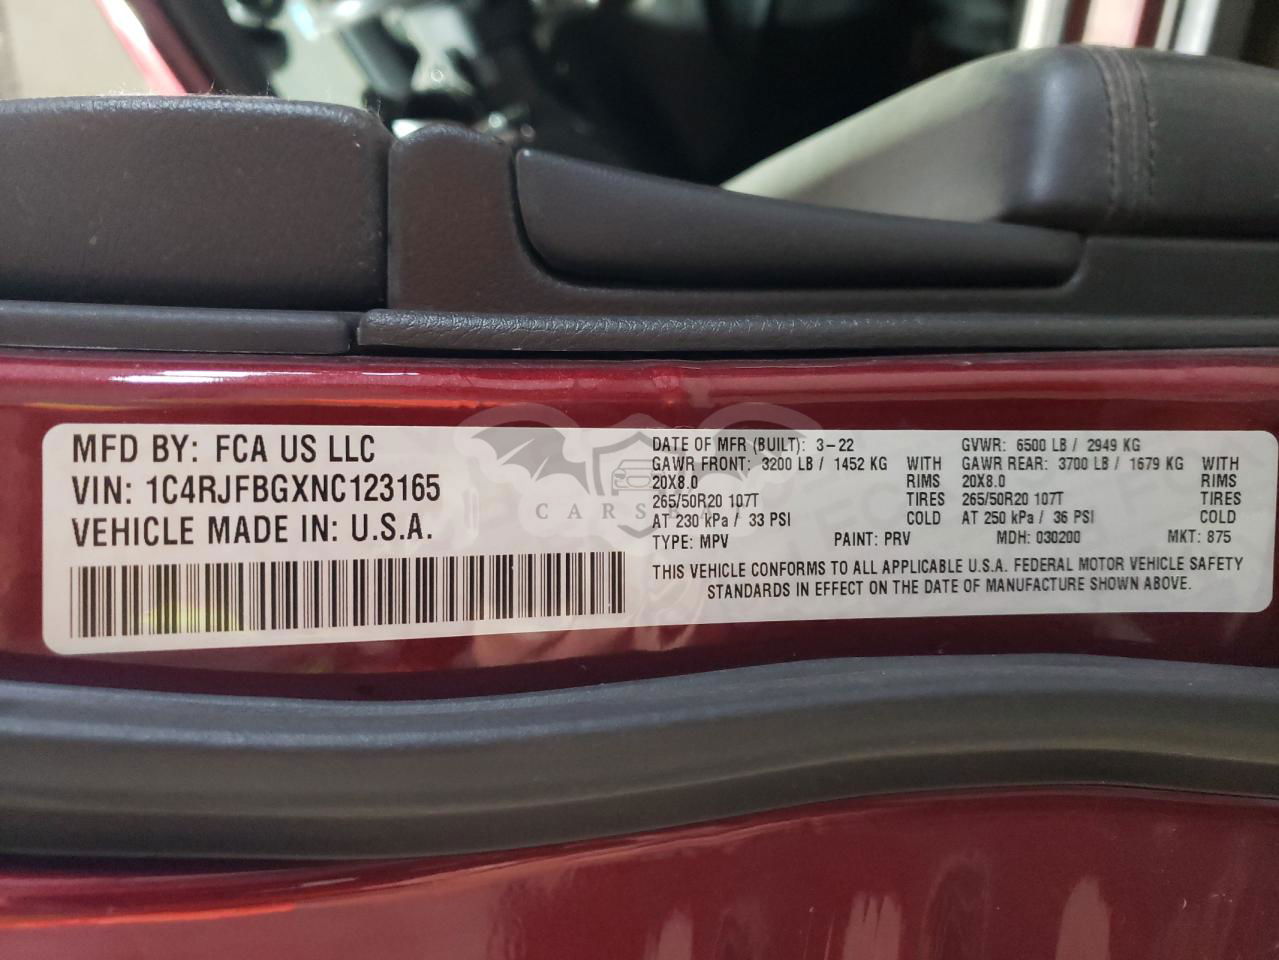 MFD BY: FCA US LLC
VIN: 1C4RJFBGXNC123165
VEHICLE MADE IN: U.S.A.
DATE OF MFR (BUILT): 3-22 GVWR: 6500 LB / 2949 KG
GAWR FRONT: 3200 LB / 1452 KG WITH GAWR REAR: 3700 LB / 1679 KG WITH
20X8.0 RIMS 20X8.0 RIMS
265/50R20 107T TIRES 265/50R20 107T TIRES
AT 230 kPa / 33 PSI COLD AT 250 kPa / 36 PSI COLD
TYPE: MPV PAINT: PRV MDH: 030200 MKT: 875
THIS VEHICLE CONFORMS TO ALL APPLICABLE U.S.A. FEDERAL MOTOR VEHICLE SAFETY
STANDARDS IN EFFECT ON THE DATE OF MANUFACTURE SHOWN ABOVE.